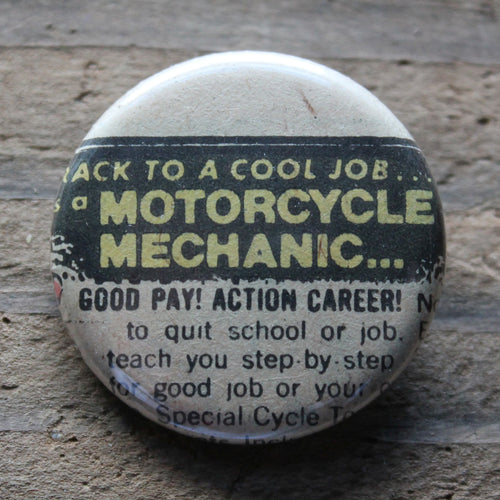 ACK TO A COOL JOB...
s a MOTORCYCLE
MECHANIC...
GOOD PAY! ACTION CAREER!
to quit school or job.
teach you step-by-step
for good job or your
Special Cycle